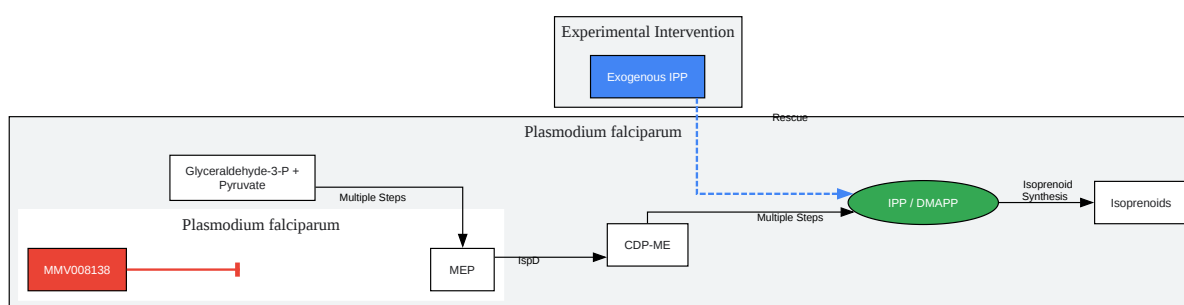 Experimental Intervention
Exogenous IPP
Rescue
Plasmodium falciparum
Glyceraldehyde-3-P +
Pyruvate
Multiple Steps
Plasmodium falciparum
MMV008138
MEP
IspD
CDP-ME
Multiple Steps
IPP / DMAPP
Isoprenoid
Synthesis
Isoprenoids